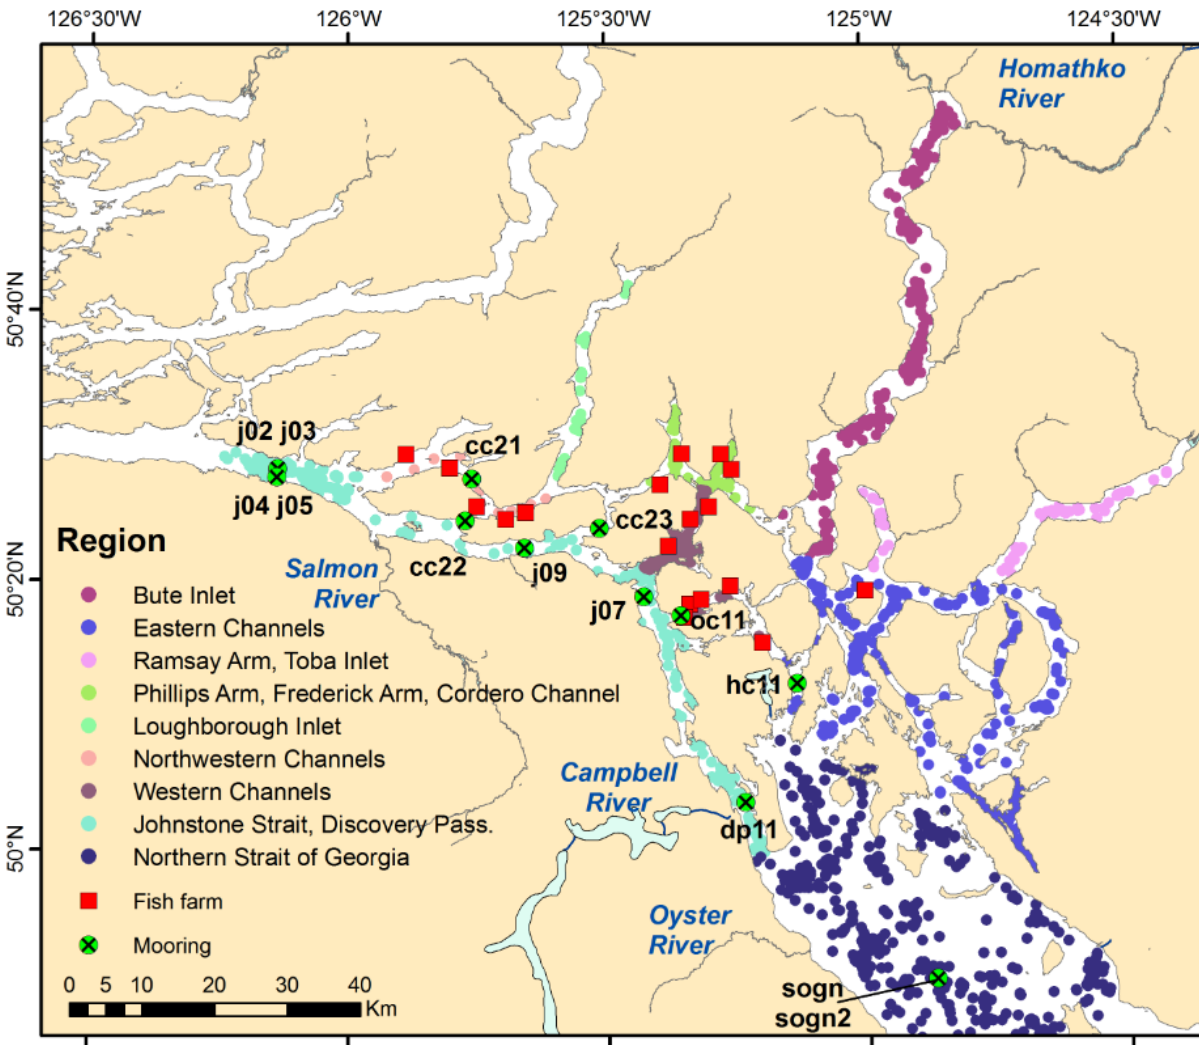 126°30'W 126°W 125°30'W 125°W 124°30'W
Homathko
River
50°40'N
j02 j03
cc21
j04 j05
cc23
Region
cc22
j09
Salmon
River
50°20'N
j07
oc11
Bute Inlet
Eastern Channels
Ramsay Arm, Toba Inlet
hc11
Phillips Arm, Frederick Arm, Cordero Channel
Loughborough Inlet
Northwestern Channels
Campbell
River
Western Channels
dp11
Johnstone Strait, Discovery Pass.
Northern Strait of Georgia
50°N
Fish farm
Oyster
River
Mooring
0 5 10 20 30 40
Km
sogn
sogn2